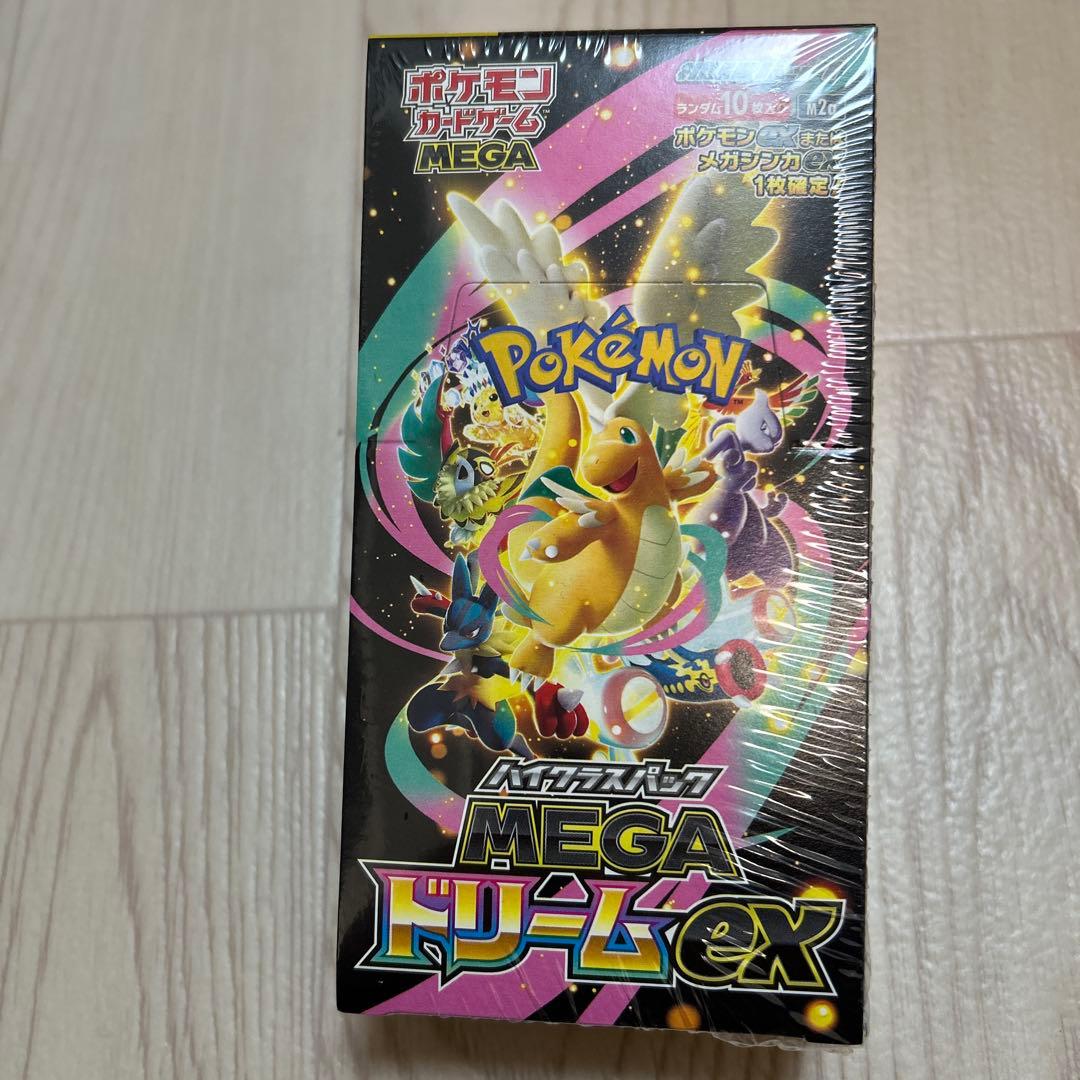 ポケモン
カードゲーム
MEGA
ランダム10枚入り
M2a
ポケモンexまたは
メガシンカex
1枚確定!
POKéMON
ハイクラスパック
MEGA
ドリームex